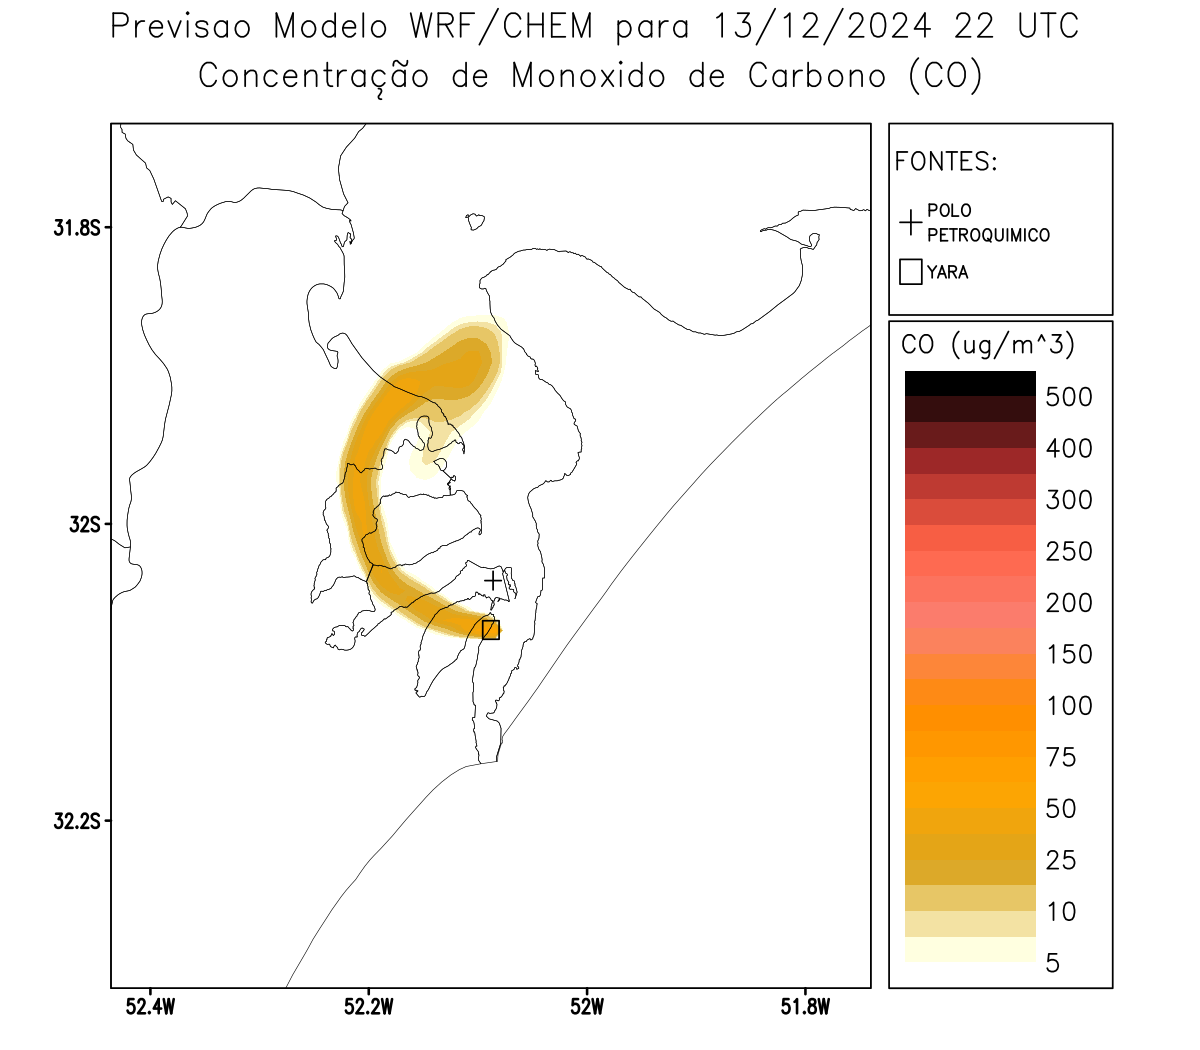 Previsao Modelo WRF/CHEM para 13/12/2024 22 UTC
Concentração de Monoxido de Carbono (CO)
FONTES:
POLO
PETROQUIMICO
YARA
CO (ug/m^3)
500
400
300
250
200
150
100
75
50
25
10
5
31.8S
32S
32.2S
52.4W
52.2W
52W
51.8W